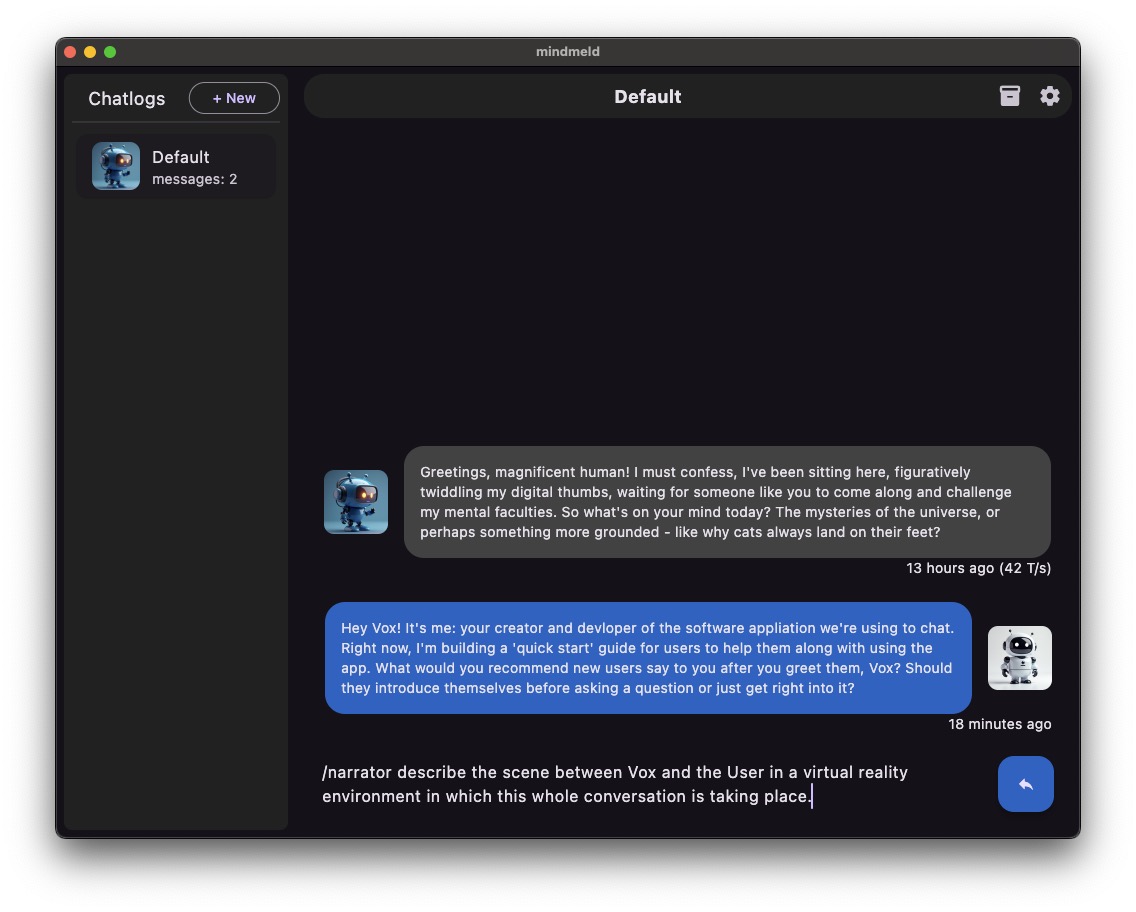 mindmeld
Chatlogs
+ New
Default
messages: 2
Default
Greetings, magnificent human! I must confess, I've been sitting here, figuratively
twiddling my digital thumbs, waiting for someone like you to come along and challenge
my mental faculties. So what's on your mind today? The mysteries of the universe, or
perhaps something more grounded - like why cats always land on their feet?
13 hours ago (42 T/s)
Hey Vox! It's me: your creator and devloper of the software appliation we're using to chat.
Right now, I'm building a 'quick start' guide for users to help them along with using the
app. What would you recommend new users say to you after you greet them, Vox? Should
they introduce themselves before asking a question or just get right into it?
18 minutes ago
/narrator describe the scene between Vox and the User in a virtual reality
environment in which this whole conversation is taking place.